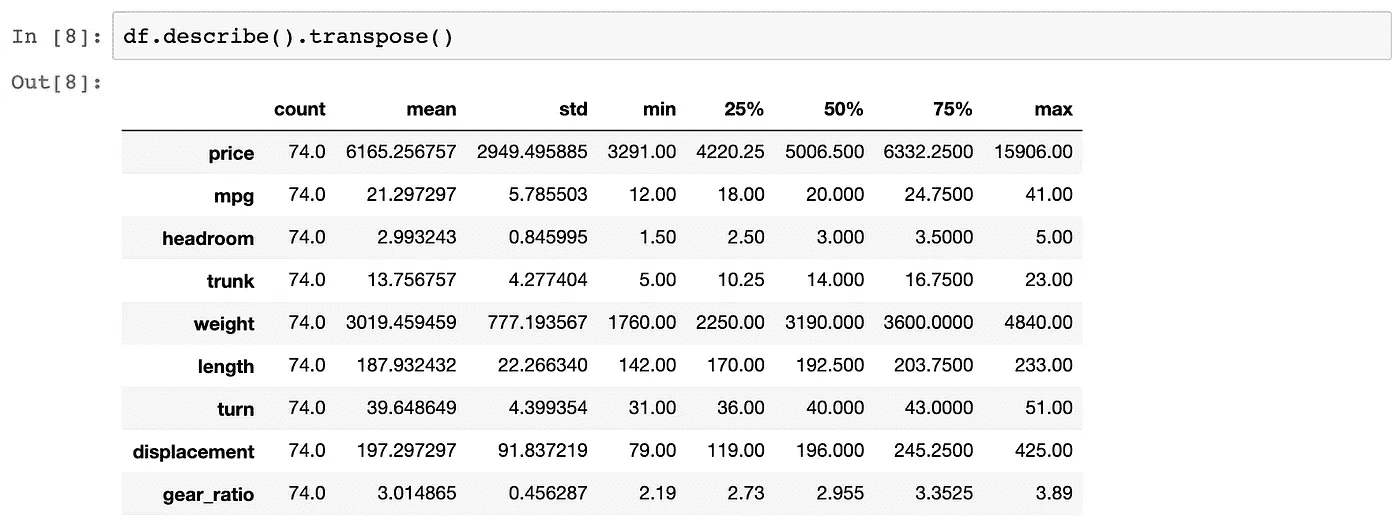 In [8]: df.describe().transpose()
Out[8]:
count mean std min 25% 50% 75% max
price 74.0 6165.256757 2949.495885 3291.00 4220.25 5006.500 6332.2500 15906.00
mpg 74.0 21.297297 5.785503 12.00 18.00 20.000 24.7500 41.00
headroom 74.0 2.993243 0.845995 1.50 2.50 3.000 3.5000 5.00
trunk 74.0 13.756757 4.277404 5.00 10.25 14.000 16.7500 23.00
weight 74.0 3019.459459 777.193567 1760.00 2250.00 3190.000 3600.0000 4840.00
length 74.0 187.932432 22.266340 142.00 170.00 192.500 203.7500 233.00
turn 74.0 39.648649 4.399354 31.00 36.00 40.000 43.0000 51.00
displacement 74.0 197.297297 91.837219 79.00 119.00 196.000 245.2500 425.00
gear_ratio 74.0 3.014865 0.456287 2.19 2.73 2.955 3.3525 3.89